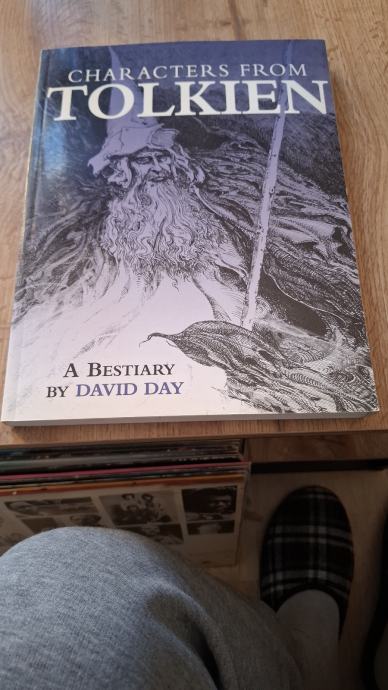 CHARACTERS FROM
TOLKIEN
A BESTIARY
BY DAVID DAY